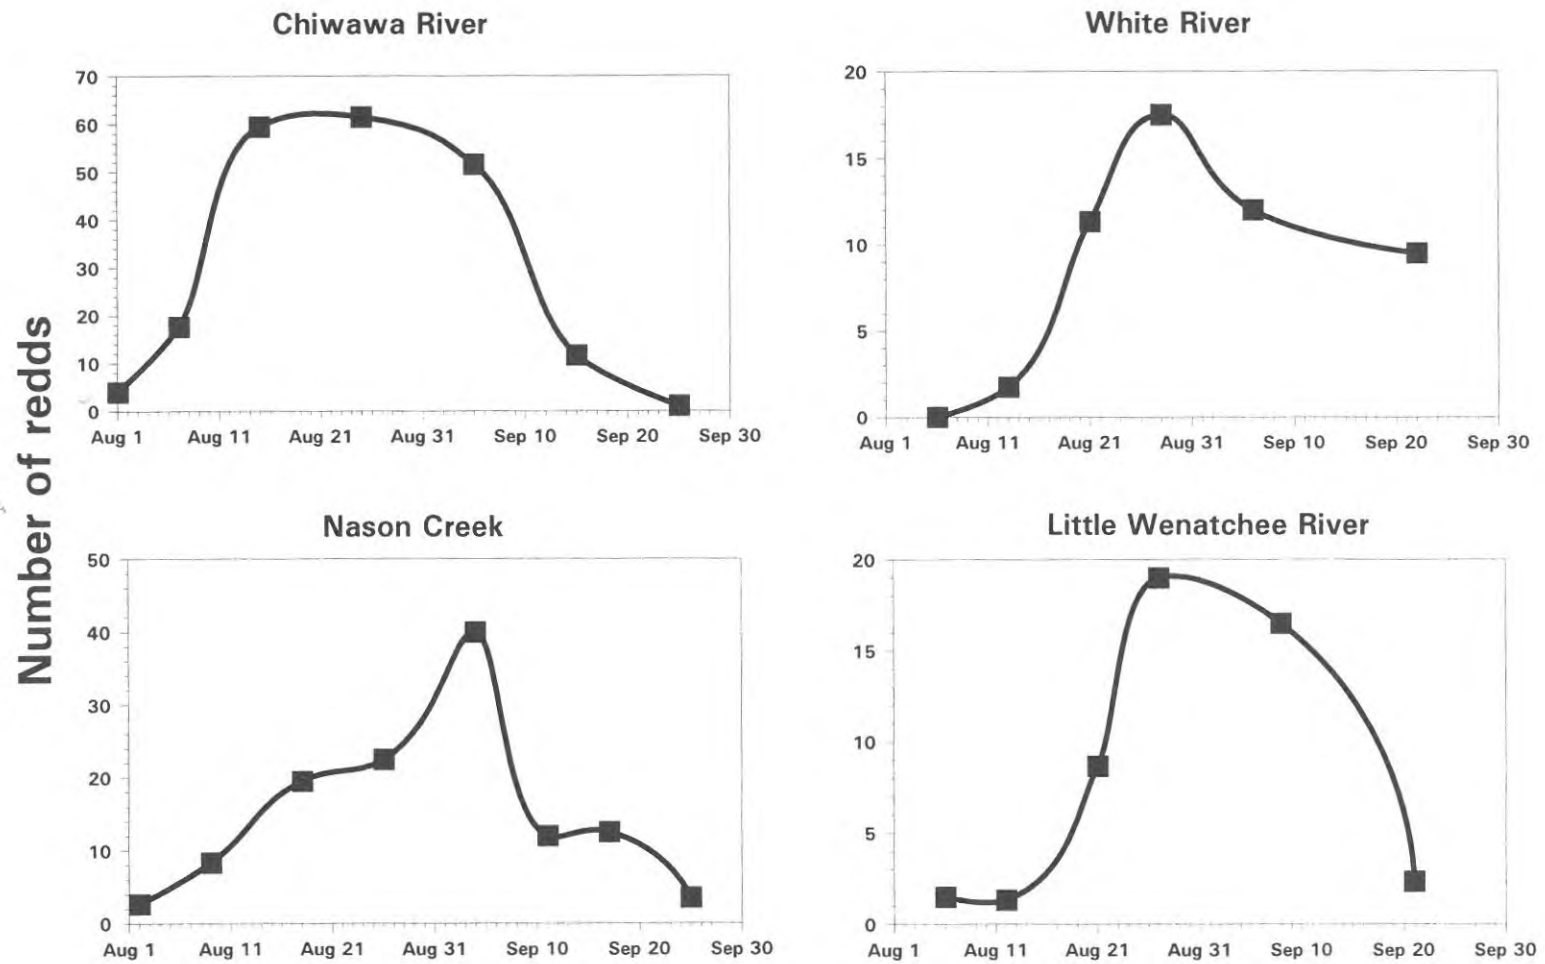 Number of redds
Chiwawa River
70
60
50
40
30
20
10
0
Aug 1 Aug 11 Aug 21 Aug 31 Sep 10 Sep 20 Sep 30
White River
20
15
10
5
0
Aug 1 Aug 11 Aug 21 Aug 31 Sep 10 Sep 20 Sep 30
Nason Creek
50
40
30
20
10
0
Aug 1 Aug 11 Aug 21 Aug 31 Sep 10 Sep 20 Sep 30
Little Wenatchee River
20
15
10
5
0
Aug 1 Aug 11 Aug 21 Aug 31 Sep 10 Sep 20 Sep 30